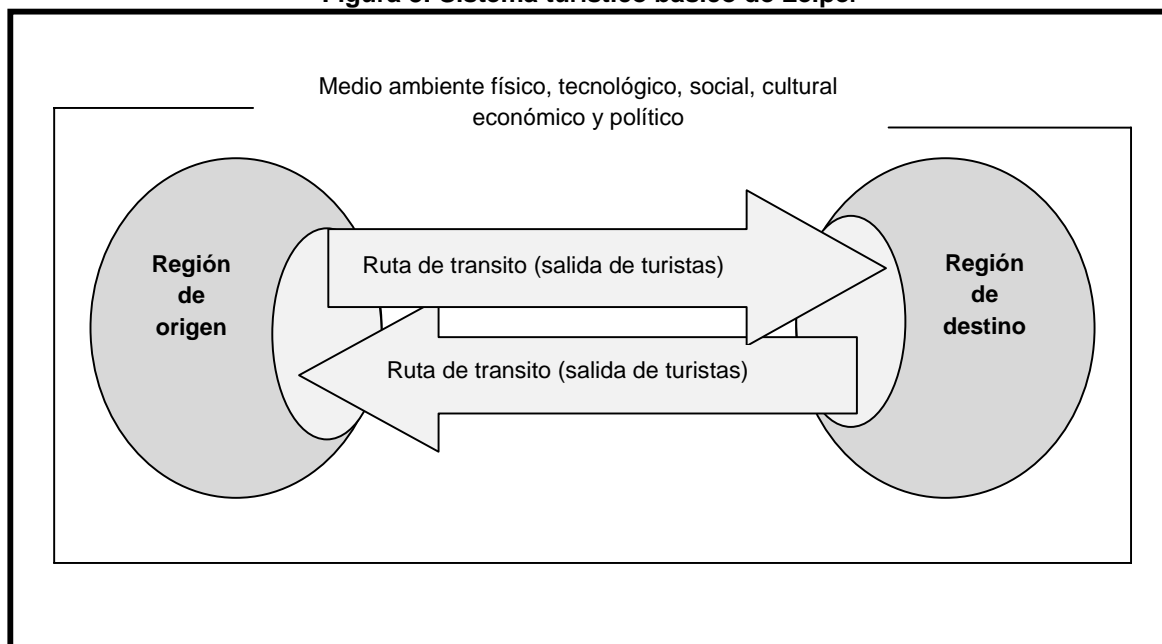 Figura Sistema turístico básico de Leiper
Medio ambiente físico, tecnológico, social, cultural
económico y político
Región
de
origen
Ruta de transito (salida de turistas)
Ruta de transito (salida de turistas)
Región
de
destino